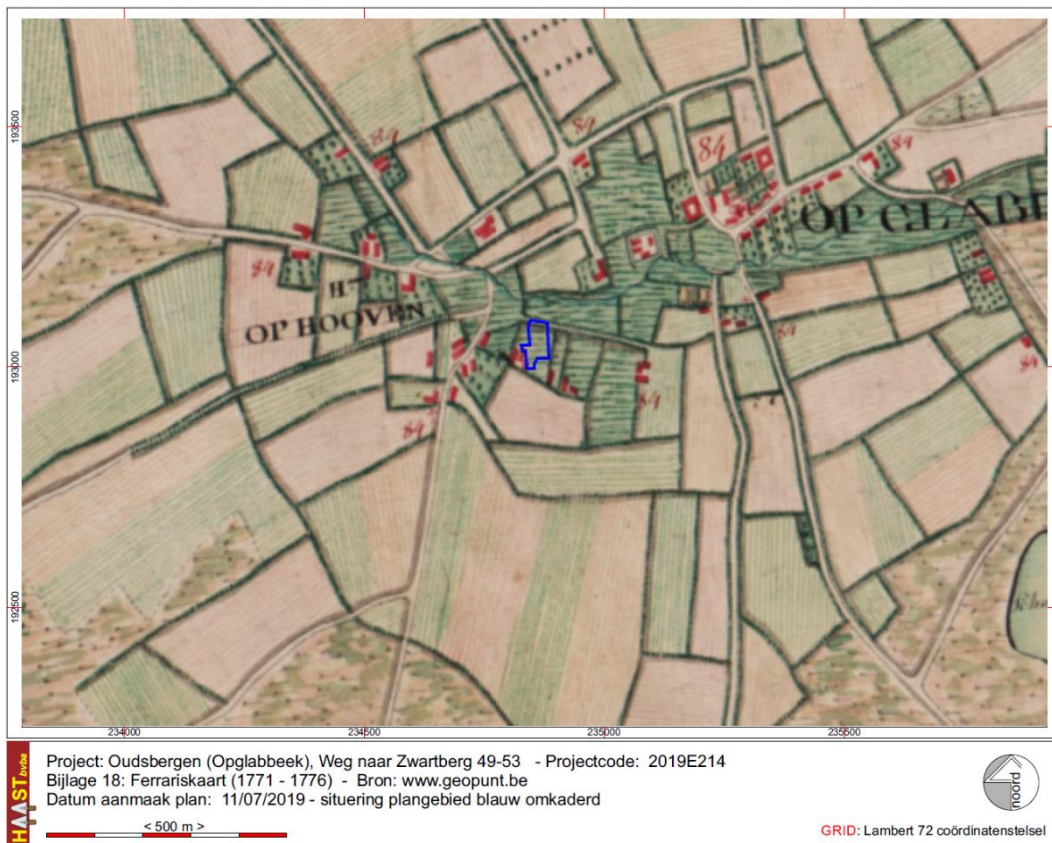 84
84
84
84
OP GLABB
84
H
OP HOOVEN
84
84
84
84
193500
193000
192500
234000
234500
235000
235500
HAAST bvba
Project: Oudsbergen (Opglabbeek), Weg naar Zwartberg 49-53 - Projectcode: 2019E214
Bijlage 18: Ferrariskaart (1771 - 1776) - Bron: www.geopunt.be
Datum aanmaak plan: 11/07/2019 - situering plangebied blauw omkaderd
< 500 m >
noord
GRID: Lambert 72 coördinatenstelsel